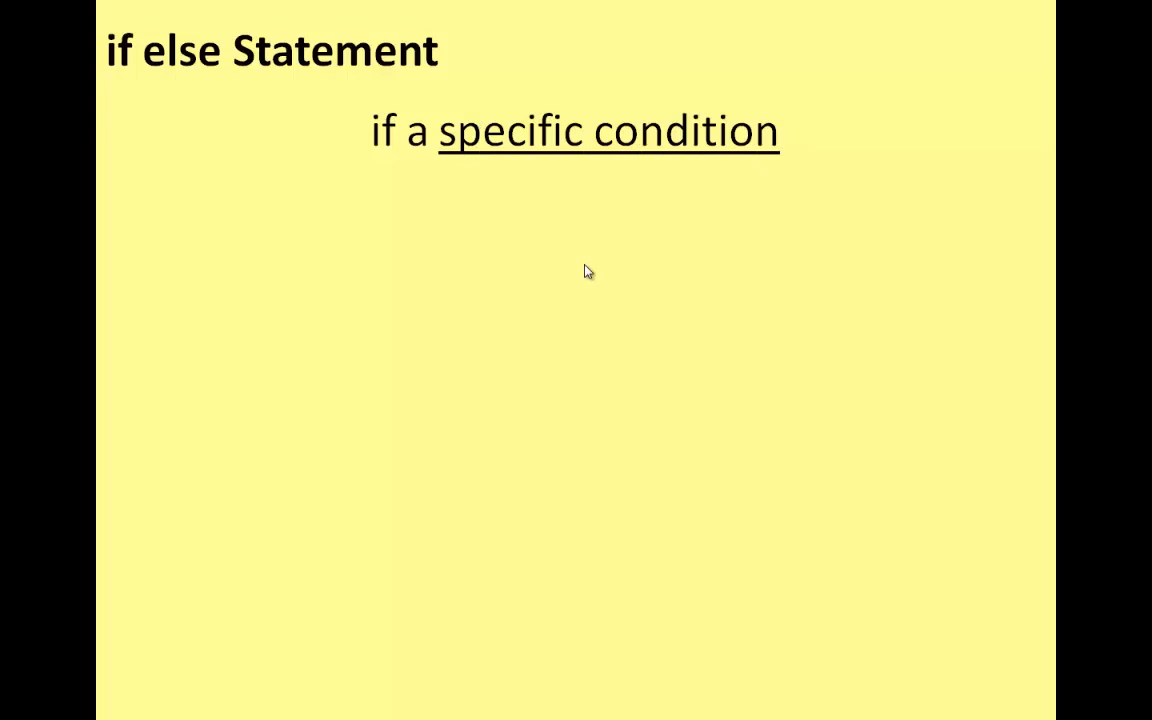 if else Statement
if a specific condition